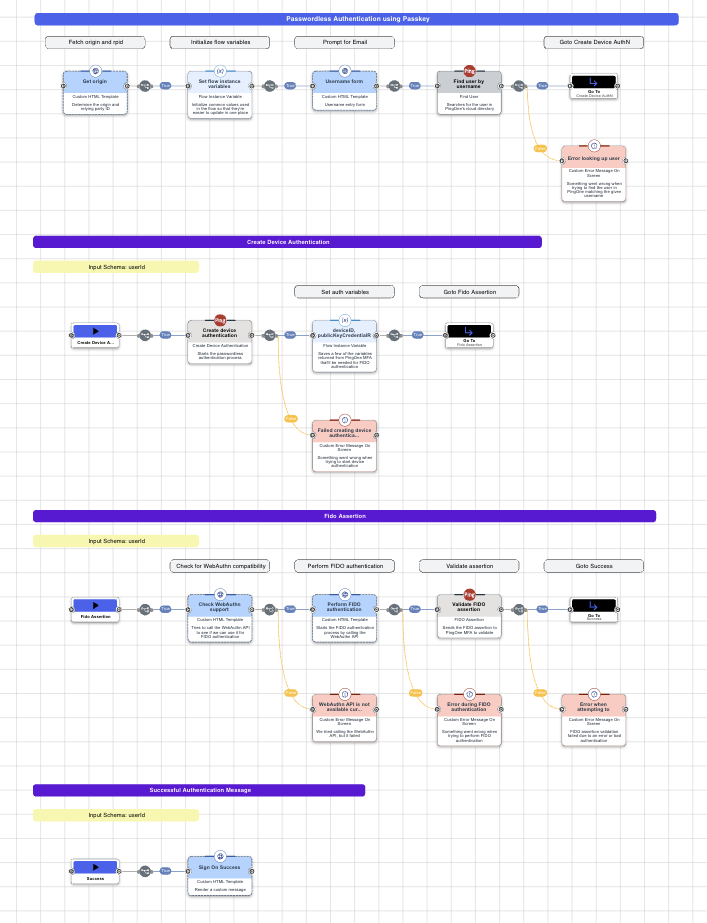 Passwordless Authentication using Passkey
Fetch origin and rpid
Initialize flow variables
Prompt for Email
Goto Create Device AuthN
Get origin
Custom HTML Template
Determine the origin and
relying party ID
True
Set flow instance
variables
Flow Instance Variable
Initialize common values used
in the flow so that they're
easier to update in one place
True
Username form
Custom HTML Template
Username entry form
True
Ping
Find user by
username
Find User
Searches for the user in
PingOne's cloud directory
True
Go To
Create Device AuthN
False
Error looking up user
Custom Error Message On
Screen
Something went wrong when
trying to find the user in
PingOne matching the given
username
Create Device Authentication
Input Schema: userId
Set auth variables
Goto Fido Assertion
Create Device A...
True
Ping
Create device
authentication
Create Device Authentication
Starts the passwordless
authentication process
True
deviceID,
publicKeyCredentialR
Flow Instance Variable
Saves a few of the variables
returned from PingOne MFA
that'll be needed for FIDO
authentication
True
Go To
Fido Assertion
False
Failed creating device
authentica...
Custom Error Message On
Screen
Something went wrong when
trying to start device
authentication
Fido Assertion
Input Schema: userId
Check for WebAuthn compatibility
Perform FIDO authentication
Validate assertion
Goto Success
Fido Assertion
True
Check WebAuthn
support
Custom HTML Template
Tries to call the WebAuthn API
to see if we can use it for
FIDO authentication
True
Perform FIDO
authentication
Custom HTML Template
Starts the FIDO authentication
process by calling the
WebAuthn API
True
Ping
Validate FIDO
assertion
FIDO Assertion
Sends the FIDO assertion to
PingOne MFA to validate
True
Go To
Success
False
WebAuthn API is not
available cur...
Custom Error Message On
Screen
We tried calling the WebAuthn
API, but it failed
False
Error during FIDO
authentication
Custom Error Message On
Screen
Something went wrong when
trying to perform FIDO
authentication
False
Error when
attempting to
Custom Error Message On
Screen
FIDO assertion validation
failed due to an error or bad
authentication
Successful Authentication Message
Input Schema: userId
Success
True
Sign On Success
Custom HTML Template
Render a custom message